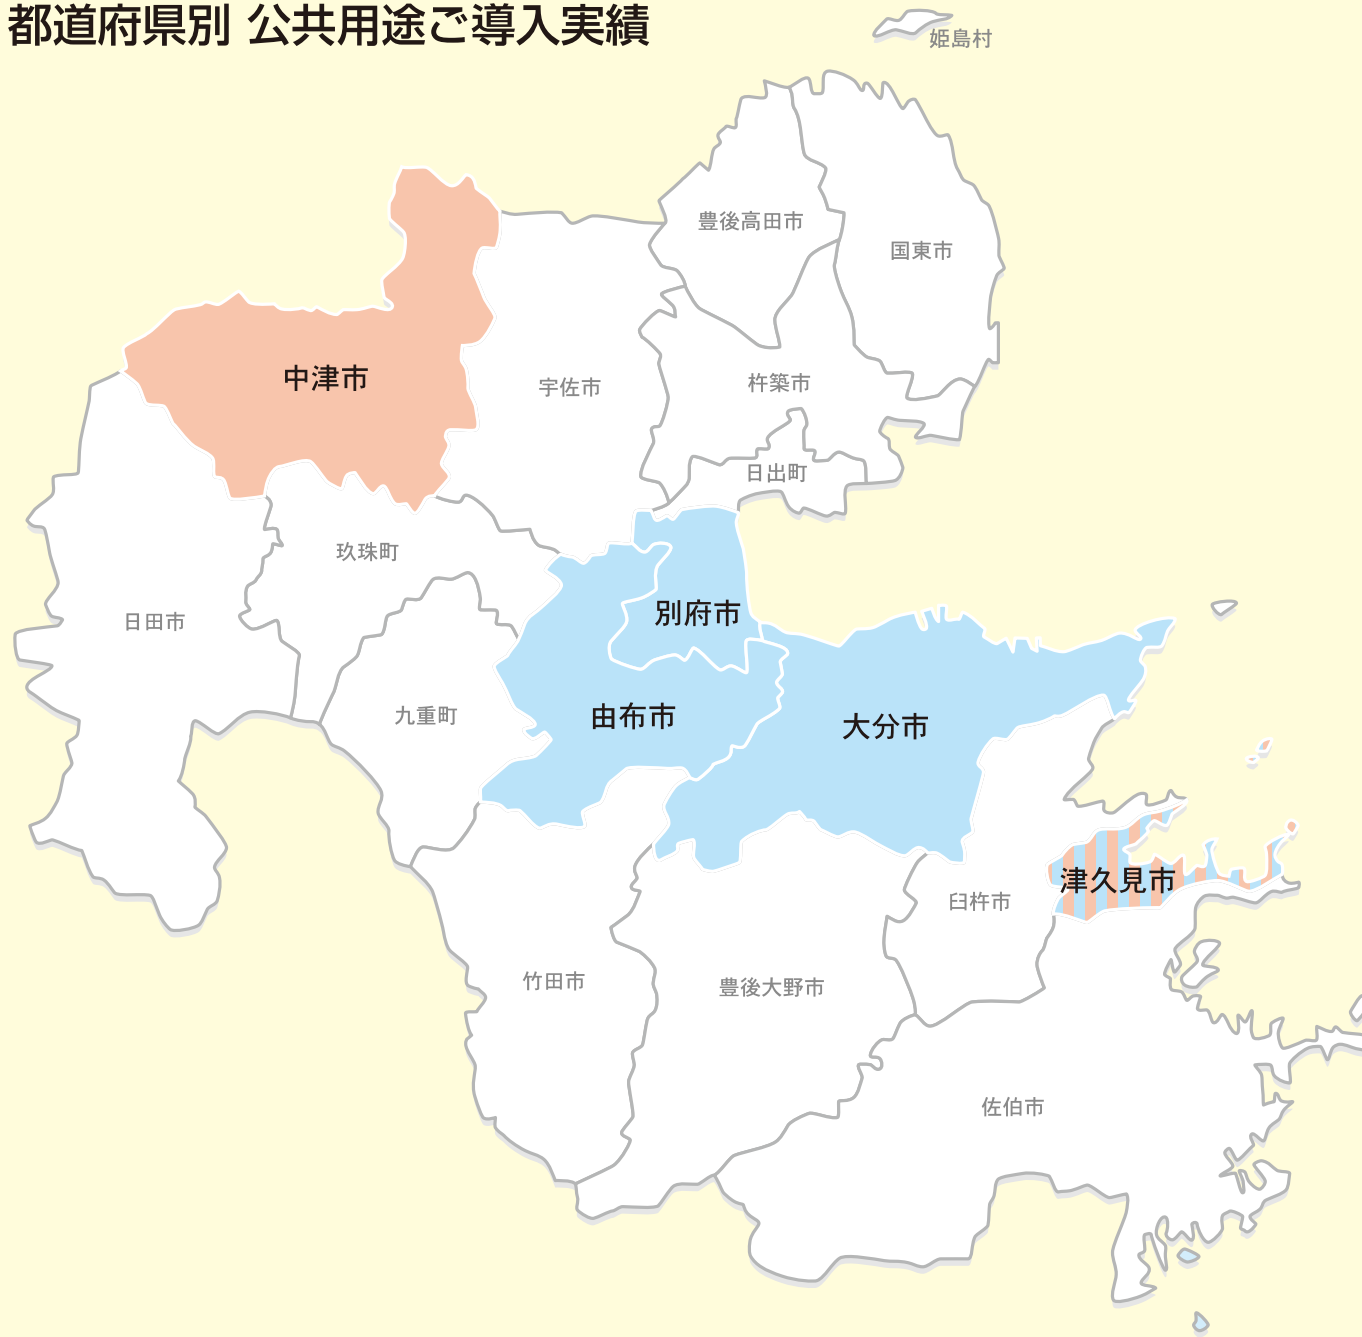 都道府県別 公共用途ご導入実績
姫島村
豊後高田市
国東市
中津市
宇佐市
杵築市
日出町
玖珠町
日田市
別府市
九重町
由布市
大分市
津久見市
臼杵市
竹田市
豊後大野市
佐伯市